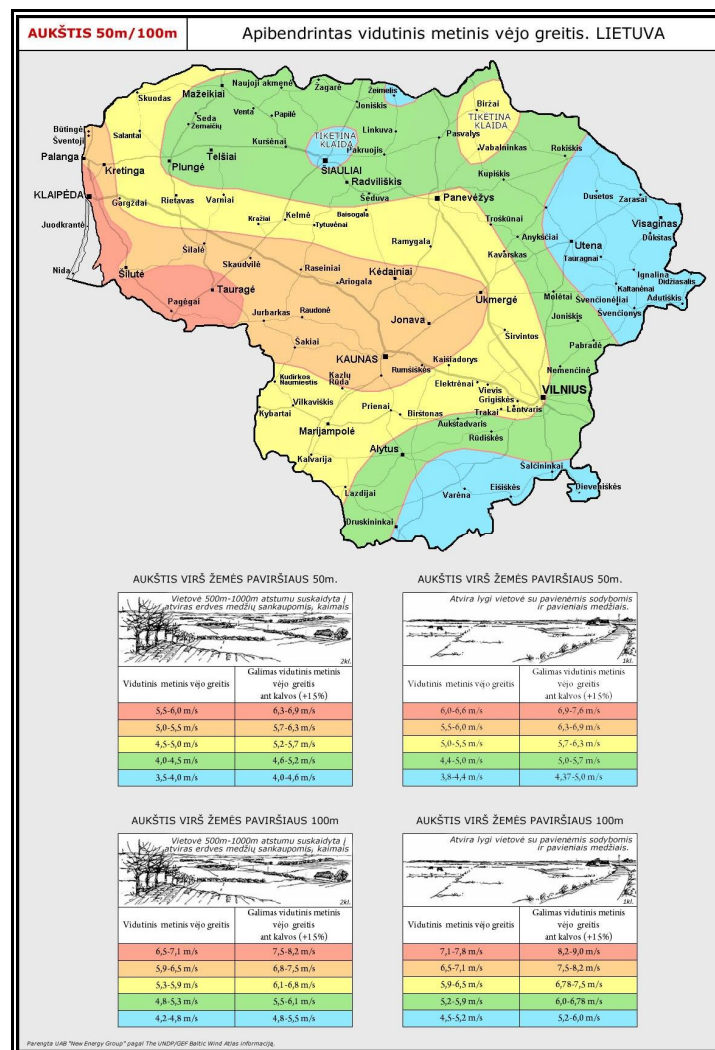 AUKŠTIS 50m/100m
Apibendrintas vidutinis metinis vėjo greitis. LIETUVA
Naujoji akmenė
Žagarė
Žeimelis
Skuodas
Mažeikiai
Joniškis
Biržai
Seda
Venta
Papilė
TIKĖTINA KLAIDA
Būtingė
Žemaičių
Linkuva
TIKĖTINA
KLAIDA
Pasvalys
Šventoji
Salantai
Kuršėnai
Pakruojis
Vabalninkas
Rokiškis
Palanga
Telšiai
Kretinga
Plungė
ŠIAULIAI
Kupiškis
Radviliškis
Dusetos
Zarasai
KLAIPĖDA
Gargždai
Rietavas
Varniai
Šeduva
Panevėžys
Baisogala
Visaginas
Kražiai
Kelmė
Tytuvėnai
Troškūnai
Juodkrantė
Anykščiai
Dūkštas
Šilalė
Ramygala
Utena
Kavarskas
Tauragnai
Nida
Šilutė
Skaudvilė
Raseiniai
Kėdainiai
Ignalina
Ariogala
Kaltanėnai
Didžiasalis
Tauragė
Ukmergė
Molėtai
Švenčionėliai
Adutiškis
Pagėgai
Jurbarkas
Raudonė
Jonava
Joniškis
Švenčionys
Širvintos
Šakiai
Pabradė
KAUNAS
Kaišiadorys
Rumšiškės
Nemenčinė
Kudirkos
Naumiestis
Kazlų
Rūda
Elektrėnai
Vievis
VILNIUS
Vilkaviškis
Grigiškės
Kybartai
Prienai
Birštonas
Trakai
Lentvaris
Marijampolė
Aukštadvaris
Rūdiškės
Kalvarija
Alytus
Šalčininkai
Lazdijai
Varėna
Eišiškės
Dieveniškės
Druskininkai
AUKŠTIS VIRŠ ŽEMĖS PAVIRŠIAUS 50m.
Vietovė 500m-1000m atstumu suskaidyta į
atviras erdves medžių sankaupomis, kaimais
2kl.
Vidutinis metinis vėjo greitis
Galimas vidutinis metinis
vėjo greitis
ant kalvos (+15%)
5,5-6,0 m/s 6,3-6,9 m/s
5,0-5,5 m/s 5,7-6,3 m/s
4,5-5,0 m/s 5,2-5,7 m/s
4,0-4,5 m/s 4,6-5,2 m/s
3,5-4,0 m/s 4,0-4,6 m/s
AUKŠTIS VIRŠ ŽEMĖS PAVIRŠIAUS 50m.
Atvira lygi vietovė su pavienėmis sodybomis
ir pavieniais medžiais.
1kl.
Vidutinis metinis vėjo greitis
Galimas vidutinis metinis
vėjo greitis
ant kalvos (+15%)
6,0-6,6 m/s 6,9-7,6 m/s
5,5-6,0 m/s 6,3-6,9 m/s
5,0-5,5 m/s 5,7-6,3 m/s
4,4-5,0 m/s 5,0-5,7 m/s
3,8-4,4 m/s 4,37-5,0 m/s
AUKŠTIS VIRŠ ŽEMĖS PAVIRŠIAUS 100m
Vietovė 500m-1000m atstumu suskaidyta į
atviras erdves medžių sankaupomis, kaimais
2kl.
Vidutinis metinis vėjo greitis
Galimas vidutinis metinis
vėjo greitis
ant kalvos (+15%)
6,5-7,1 m/s 7,5-8,2 m/s
5,9-6,5 m/s 6,8-7,5 m/s
5,3-5,9 m/s 6,1-6,8 m/s
4,8-5,3 m/s 5,5-6,1 m/s
4,2-4,8 m/s 4,8-5,5 m/s
AUKŠTIS VIRŠ ŽEMĖS PAVIRŠIAUS 100m
Atvira lygi vietovė su pavienėmis sodybomis
ir pavieniais medžiais.
1kl.
Vidutinis metinis vėjo greitis
Galimas vidutinis metinis
vėjo greitis
ant kalvos (+15%)
7,1-7,8 m/s 8,2-9,0 m/s
6,5-7,1 m/s 7,5-8,2 m/s
5,9-6,5 m/s 6,78-7,5 m/s
5,2-5,9 m/s 6,0-6,78 m/s
4,5-5,2 m/s 5,2-6,0 m/s
Parengta UAB "New Energy Group" pagal The UNDP/GEF Baltic Wind Atlas informaciją.